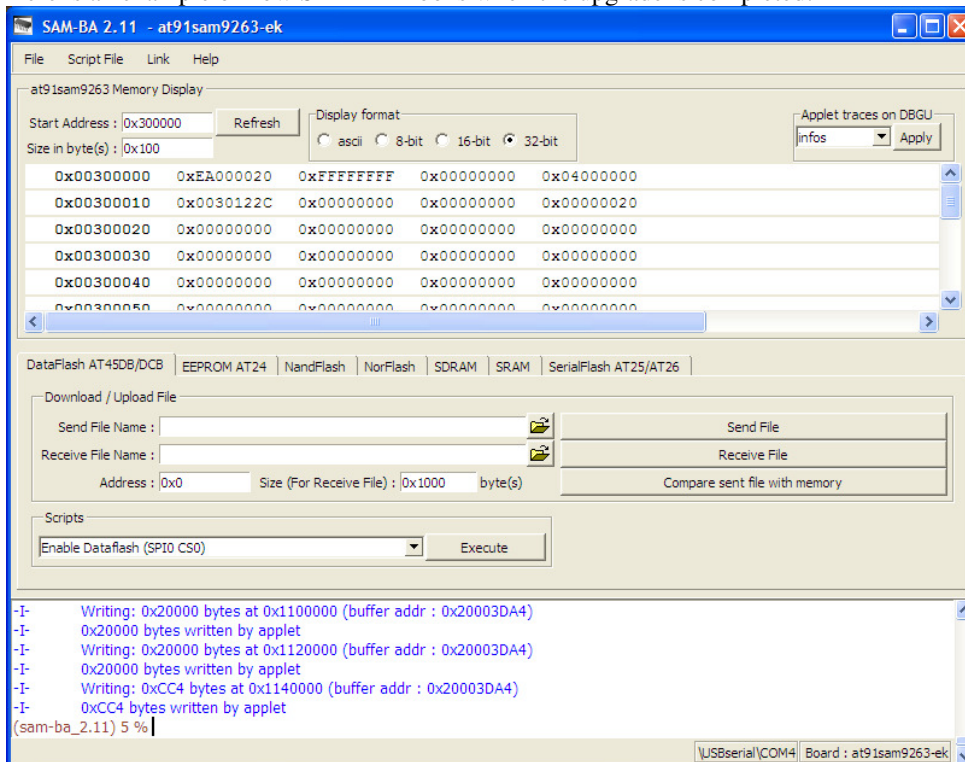 SAM-BA 2.11 - at91sam9263-ek
File Script File Link Help
at91sam9263 Memory Display
Start Address : 0x300000 Refresh
Size in byte(s) : 0x100
Display format
ascii 8-bit 16-bit 32-bit
Applet traces on DBGU
infos Apply
0x00300000 0xEA000020 0xFFFFFFFF 0x00000000 0x04000000
0x00300010 0x0030122C 0x00000000 0x00000000 0x00000020
0x00300020 0x00000000 0x00000000 0x00000000 0x00000000
0x00300030 0x00000000 0x00000000 0x00000000 0x00000000
0x00300040 0x00000000 0x00000000 0x00000000 0x00000000
0x00300050 0x00000000 0x00000000 0x00000000 0x00000000
DataFlash AT45DB/DCB EEPROM AT24 NandFlash NorFlash SDRAM SRAM SerialFlash AT25/AT26
Download / Upload File
Send File Name : Send File
Receive File Name : Receive File
Address : 0x0 Size (For Receive File) : 0x1000 byte(s) Compare sent file with memory
Scripts
Enable Dataflash (SPI0 CS0) Execute
-I- Writing: 0x20000 bytes at 0x1100000 (buffer addr : 0x20003DA4)
-I- 0x20000 bytes written by applet
-I- Writing: 0x20000 bytes at 0x1120000 (buffer addr : 0x20003DA4)
-I- 0x20000 bytes written by applet
-I- Writing: 0xCC4 bytes at 0x1140000 (buffer addr : 0x20003DA4)
-I- 0xCC4 bytes written by applet
(sam-ba_2.11) 5 %
\USBserial\COM4 Board : at91sam9263-ek